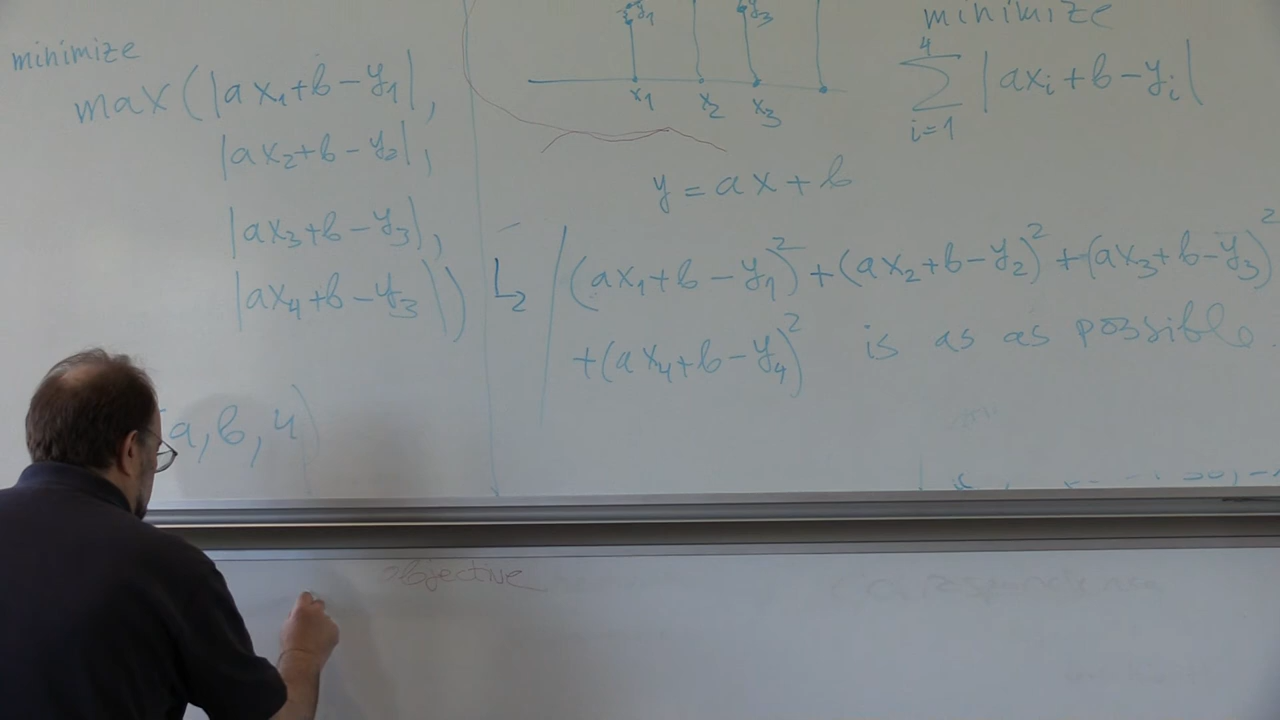 minimize
max(|ax₁+b-y₁|,
|ax₂+b-y₂|,
|ax₃+b-y₃|,
|ax₄+b-y₃|)
a, b, 4)
y₁ y₃
x₁ x₂ x₃
y = ax + b
L₂ (ax₁+b-y₁)²+(ax₂+b-y₂)²+(ax₃+b-y₃)²
+(ax₄+b-y₄)² is as as possible.
minimize
4
∑ |axᵢ+b-yᵢ|
i=1
objective